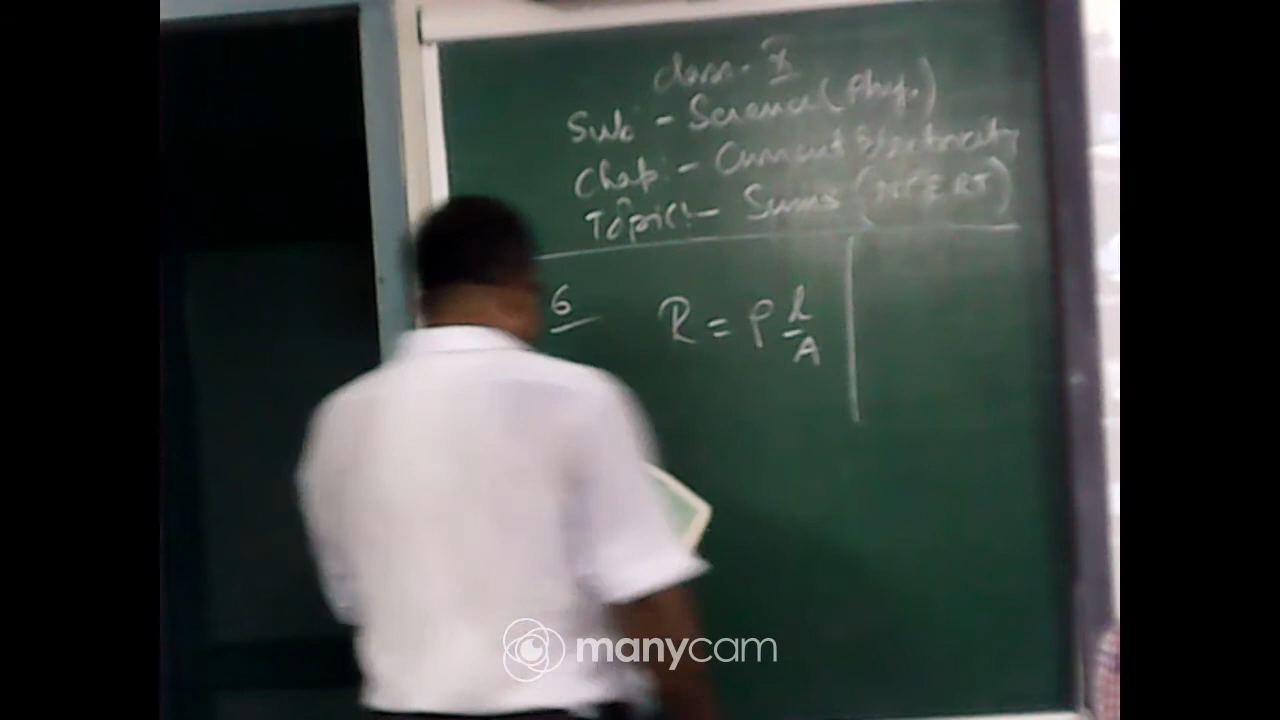 Class - X
Sub - Science (Phy.)
Chap - Current Electricity
Topic - Sums (NCERT)
6
R = ρ l/A
manycam